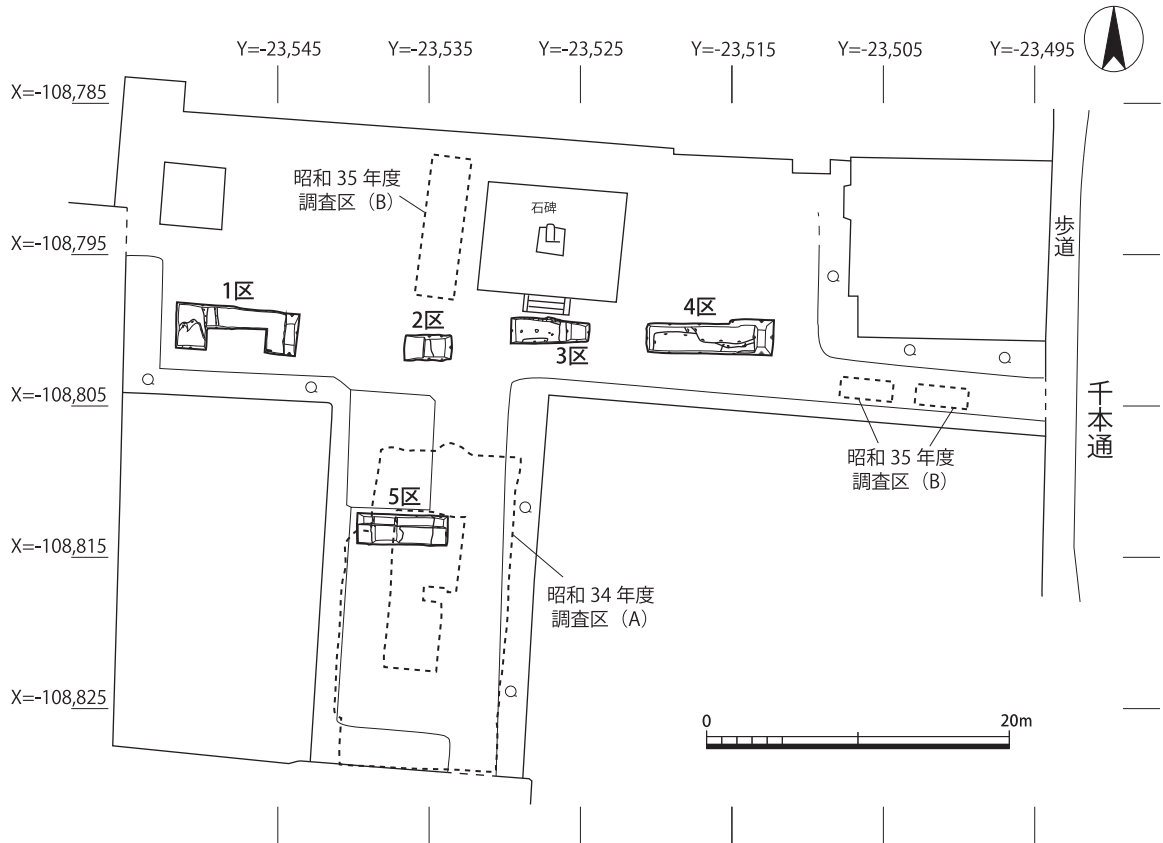 Y=-23,545
Y=-23,535
Y=-23,525
Y=-23,515
Y=-23,505
Y=-23,495
X=-108,785
X=-108,795
X=-108,805
X=-108,815
X=-108,825
昭和 35 年度
調査区（B）
石碑
歩道
1区
2区
3区
4区
千本通
昭和 35 年度
調査区（B）
5区
昭和 34 年度
調査区（A）
0
20m